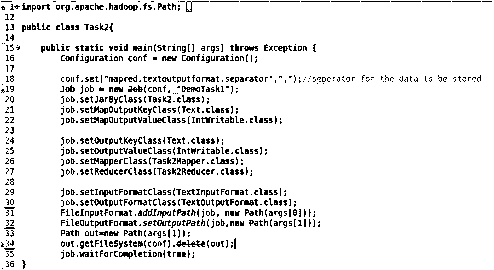 1 import org.apache.hadoop.fs.Path;
12
13 public class Task2{
14
15 public static void main(String[] args) throws Exception {
16 Configuration conf = new Configuration();
17
18 conf.set("mapred.textoutputformat.separator",",");//seperator for the data to be stored
19 Job job = new Job(conf, "DemoTask1");
20 job.setJarByClass(Task2.class);
21 job.setMapOutputKeyClass(Text.class);
22 job.setMapOutputValueClass(IntWritable.class);
23
24 job.setOutputKeyClass(Text.class);
25 job.setOutputValueClass(IntWritable.class);
26 job.setMapperClass(Task2Mapper.class);
27 job.setReducerClass(Task2Reducer.class);
28
29 job.setInputFormatClass(TextInputFormat.class);
30 job.setOutputFormatClass(TextOutputFormat.class);
31 FileInputFormat.addInputPath(job, new Path(args[0]));
32 FileOutputFormat.setOutputPath(job,new Path(args[1]));
33 Path out=new Path(args[1]);
34 out.getFileSystem(conf).delete(out);
35 job.waitForCompletion(true);
36 }